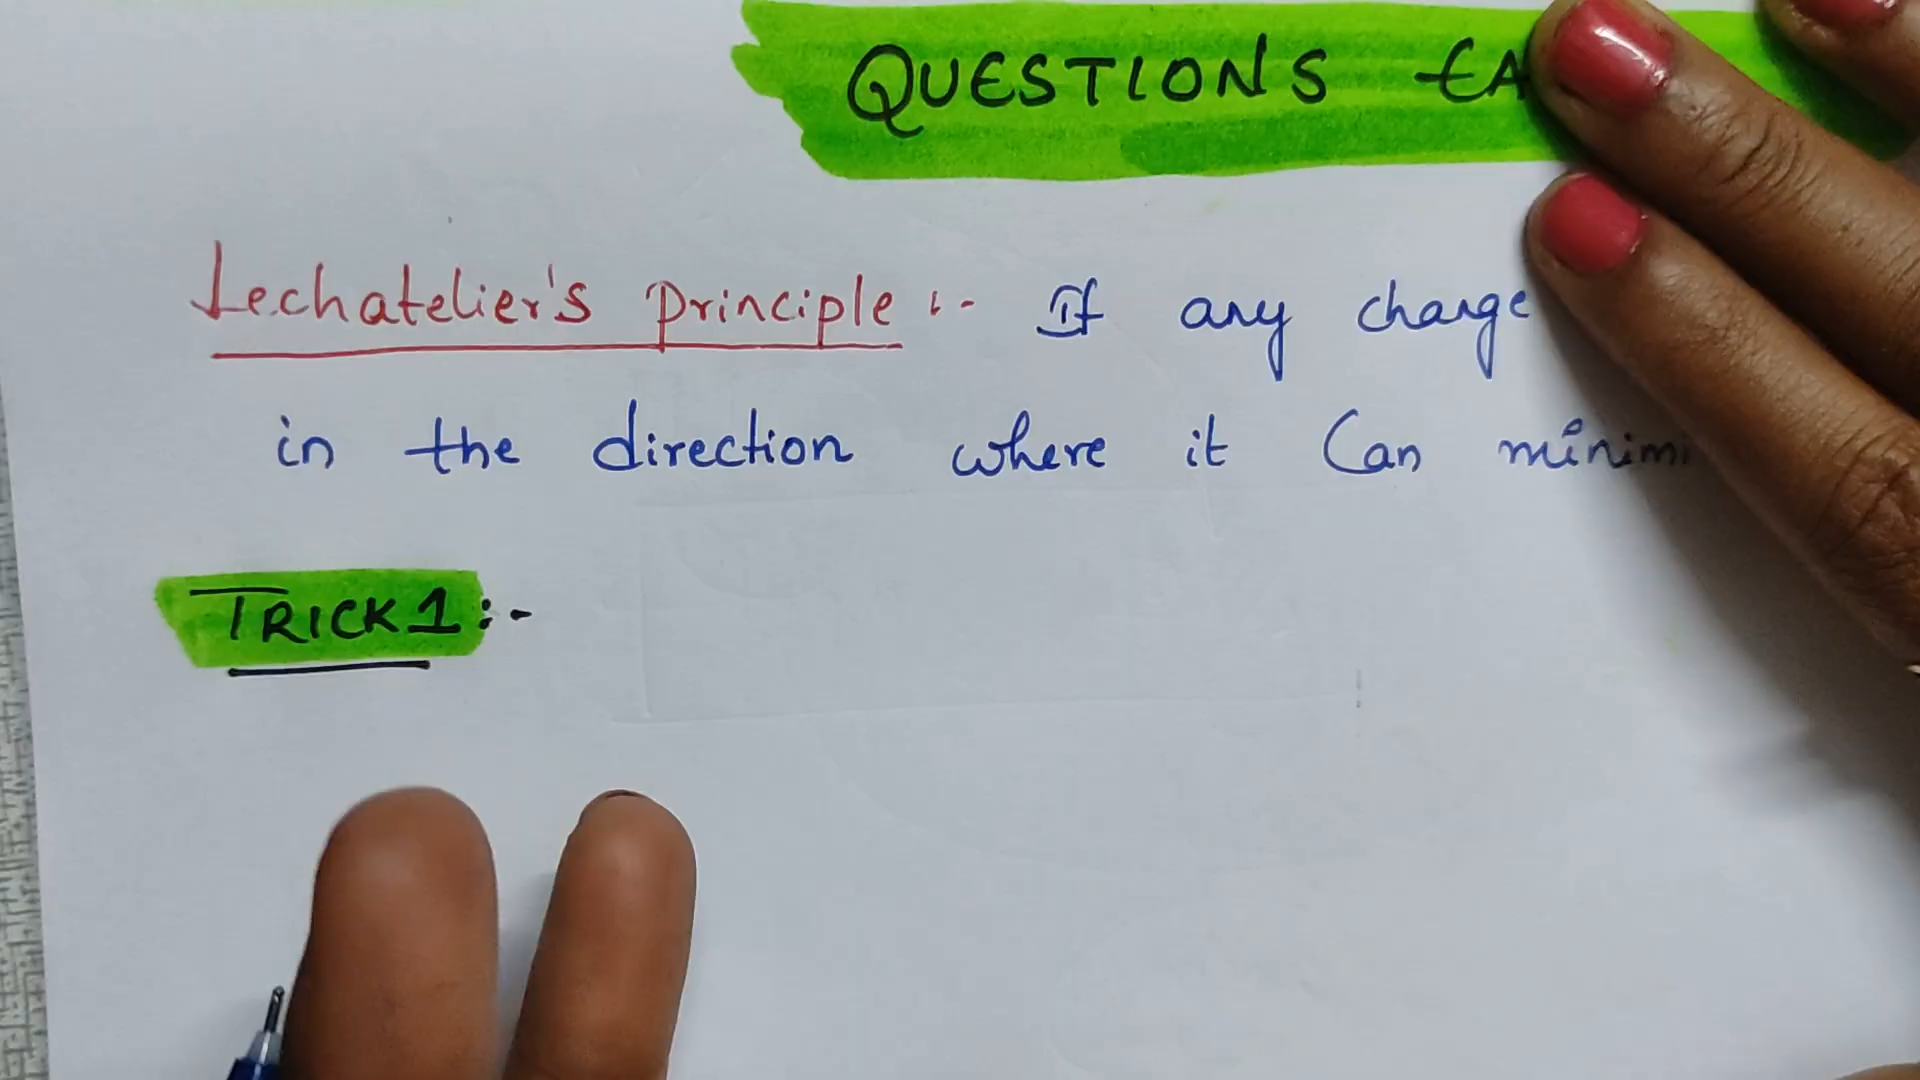 QUESTIONS
Lechatelier's principle :- If any change
in the direction where it can
TRICK 1 :-